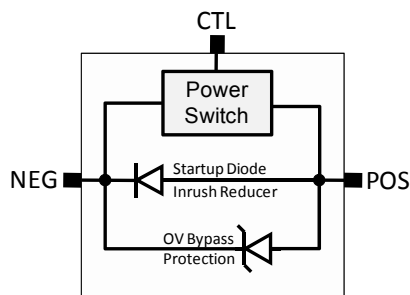 CTL
Power
Switch
NEG
Startup Diode
Inrush Reducer
POS
OV Bypass
Protection